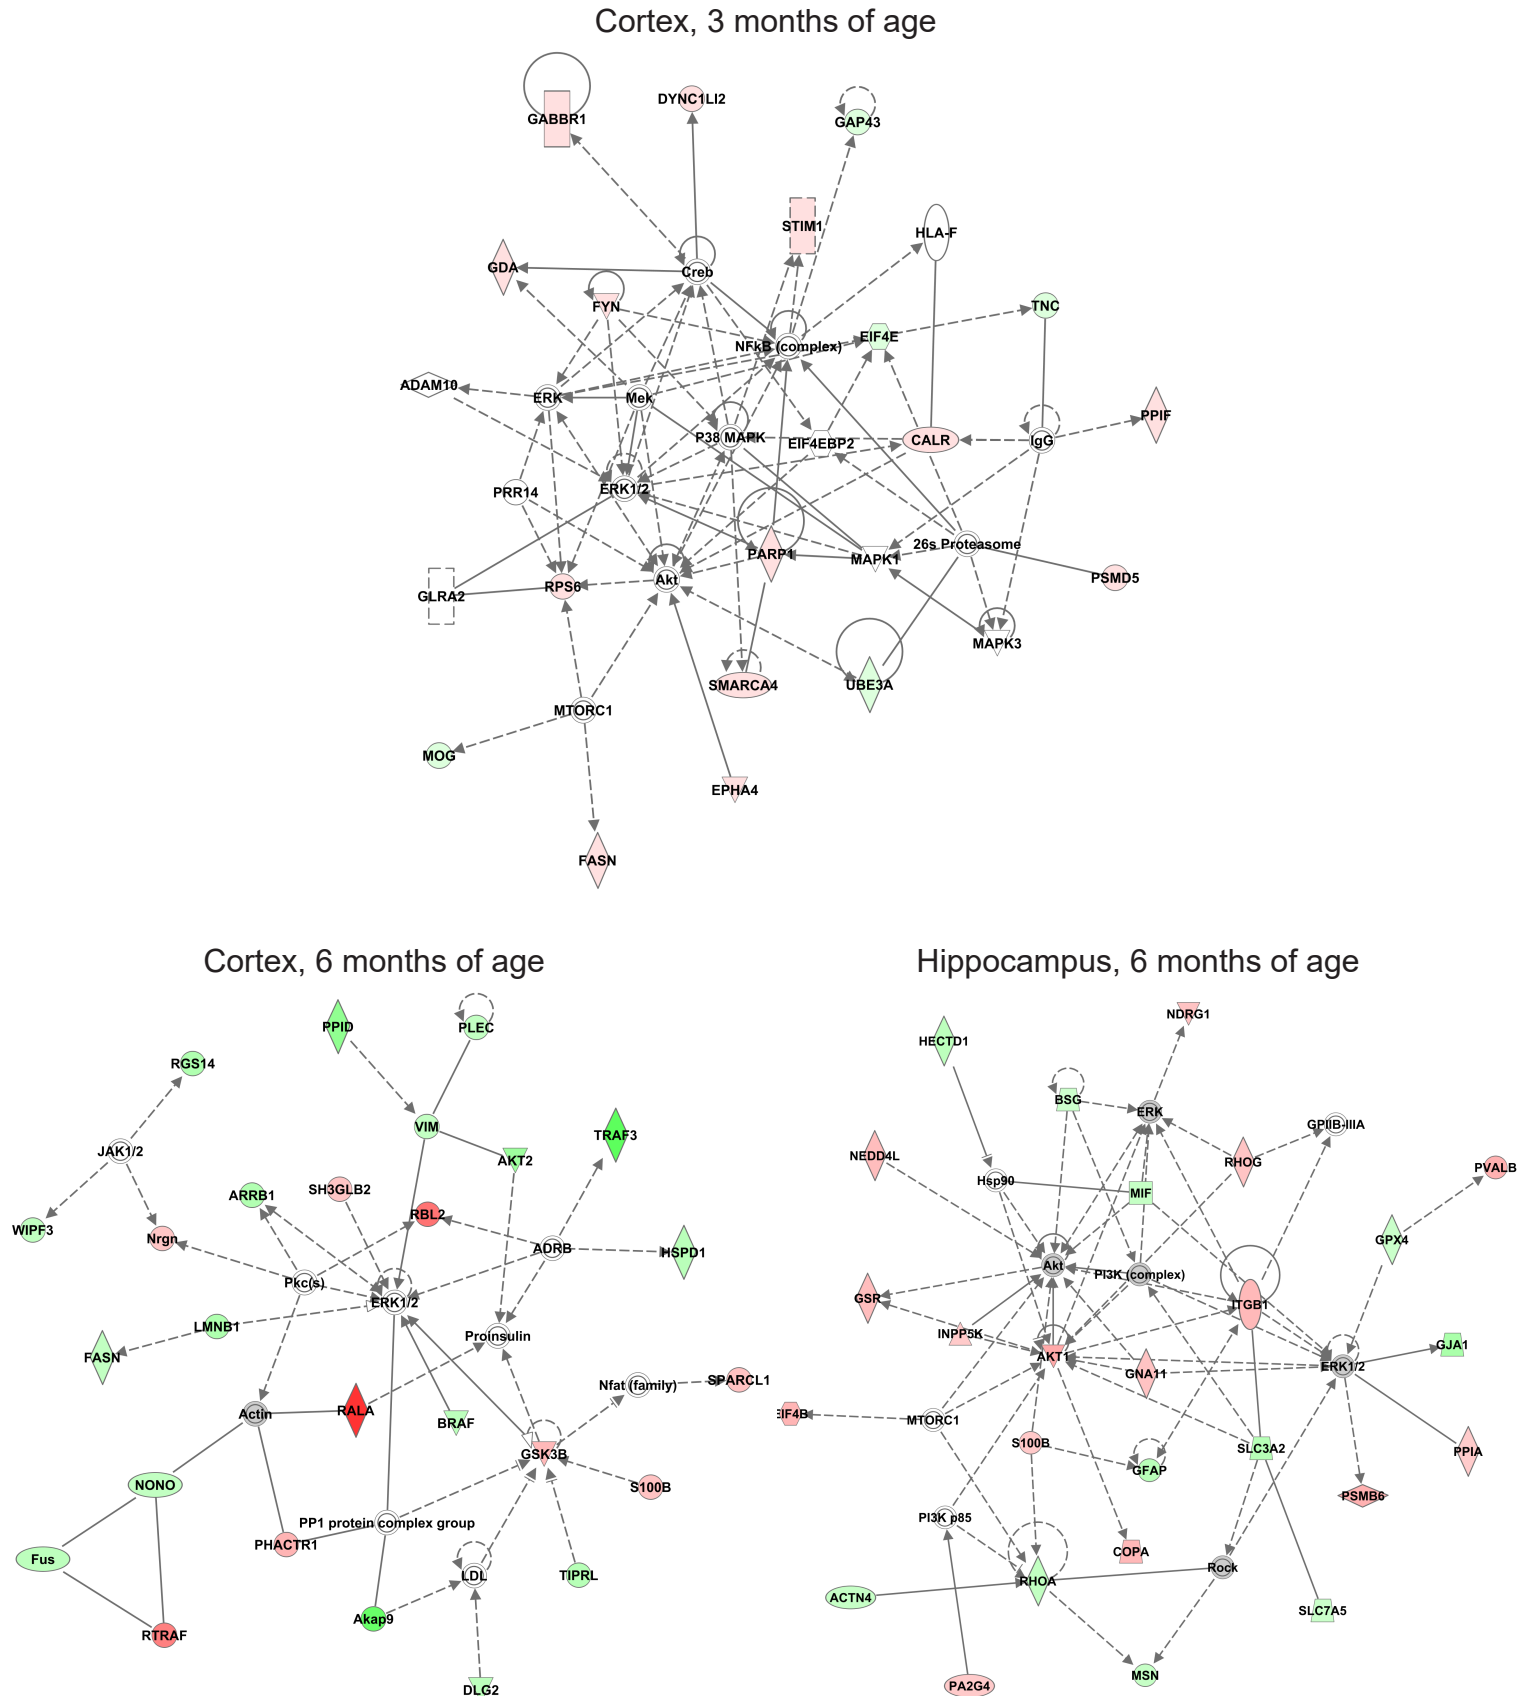 Cortex, 3 months of age
DYNC1LI2
GABBR1
GAP43
STIM1
HLA-F
GDA
Creb
FYN
TNC
EIF4E
NFkB (complex)
ADAM10
ERK
Mek
PPIF
P38 MAPK
EIF4EBP2
CALR
IgG
PRR14
ERK1/2
26s Proteasome
PARP1
MAPK1
PSMD5
GLRA2
RPS6
Akt
MAPK3
SMARCA4
UBE3A
MTORC1
MOG
EPHA4
FASN
Cortex, 6 months of age
PPID
PLEC
RGS14
VIM
TRAF3
JAK1/2
AKT2
ARRB1
SH3GLB2
RBL2
WIPF3
Nrgn
ADRB
HSPD1
Pkc(s)
ERK1/2
LMNB1
Proinsulin
FASN
Nfat (family)
SPARCL1
Actin
RALA
BRAF
GSK3B
NONO
S100B
PP1 protein complex group
PHACTR1
Fus
LDL
TIPRL
Akap9
RTRAF
DLG2
Hippocampus, 6 months of age
NDRG1
HECTD1
BSG
ERK
GPIIB-IIIA
NEDD4L
RHOG
PVALB
Hsp90
MIF
GPX4
Akt
PI3K (complex)
GSR
ITGB1
INPP5K
GJA1
AKT1
GNA11
ERK1/2
EIF4B
MTORC1
S100B
SLC3A2
PPIA
GFAP
PSMB6
PI3K p85
COPA
Rock
RHOA
ACTN4
SLC7A5
MSN
PA2G4